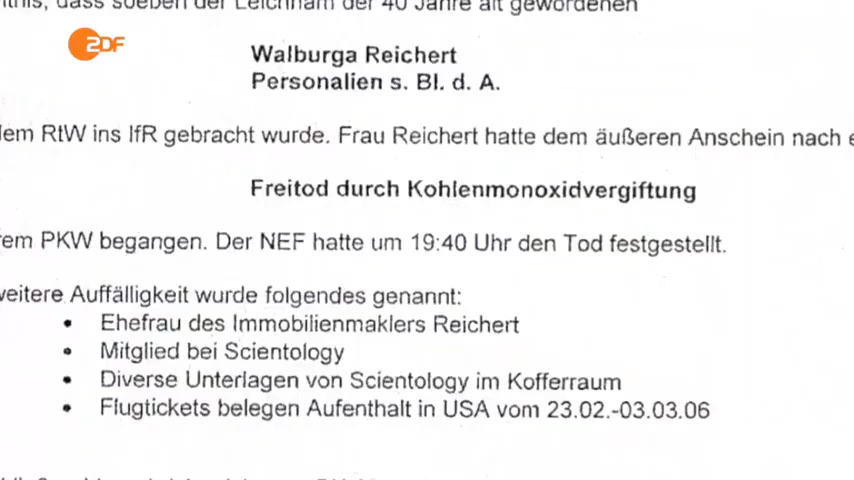 dass soeben der Leichnam der 40 Jahre alt gewordenen
ZDF
Walburga Reichert
Personalien s. Bl. d. A.
dem RtW ins IfR gebracht wurde. Frau Reichert hatte dem äußeren Anschein nach e
Freitod durch Kohlenmonoxidvergiftung
rem PKW begangen. Der NEF hatte um 19:40 Uhr den Tod festgestellt.
weitere Auffälligkeit wurde folgendes genannt:
• Ehefrau des Immobilienmaklers Reichert
• Mitglied bei Scientology
• Diverse Unterlagen von Scientology im Kofferraum
• Flugtickets belegen Aufenthalt in USA vom 23.02.-03.03.06